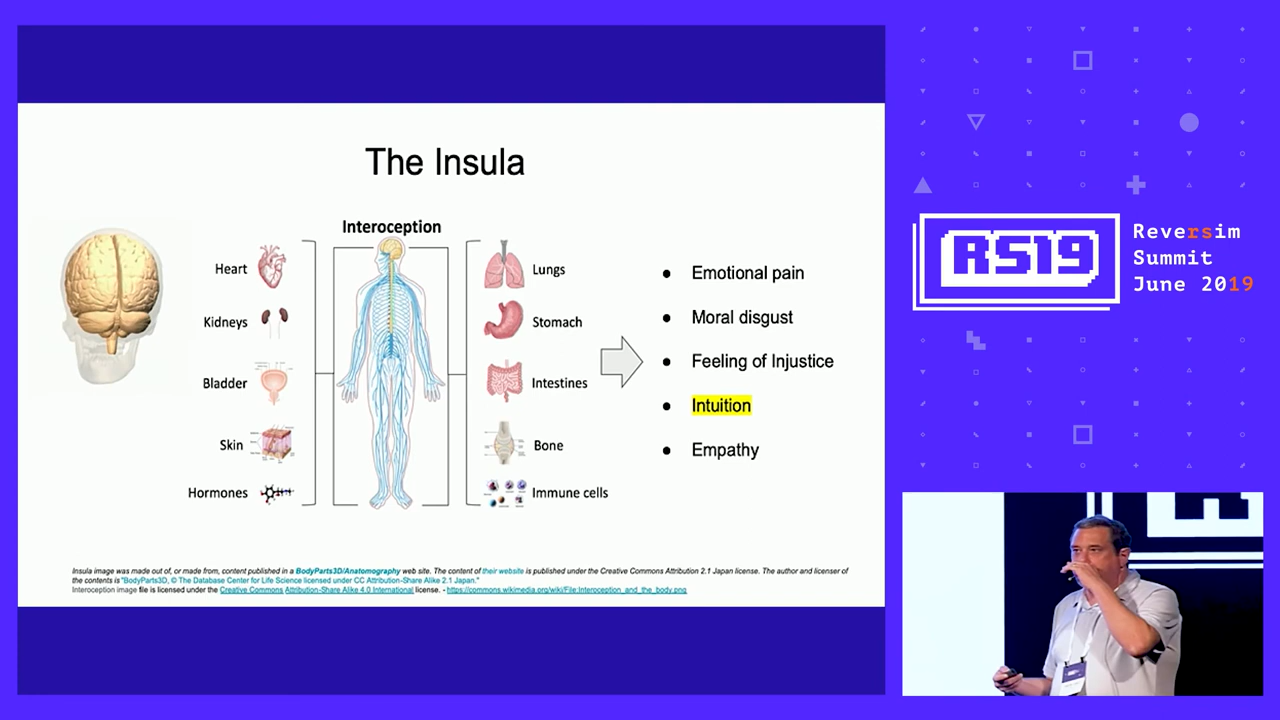 The Insula
Interoception
Heart
Kidneys
Bladder
Skin
Hormones
Lungs
Stomach
Intestines
Bone
Immune cells
● Emotional pain
● Moral disgust
● Feeling of Injustice
● Intuition
● Empathy
Insula image was made out of, or made from, content published in a BodyParts3D/Anatomography web site. The content of their website is published under the Creative Commons Attribution 2.1 Japan license. The author and licenser of
the contents is "BodyParts3D, © The Database Center for Life Science licensed under CC Attribution-Share Alike 2.1 Japan."
Interoception image file is licensed under the Creative Commons Attribution-Share Alike 4.0 International license. - https://commons.wikimedia.org/wiki/File:Interoception_and_the_body.png
RS19
Reversim
Summit
June 2019